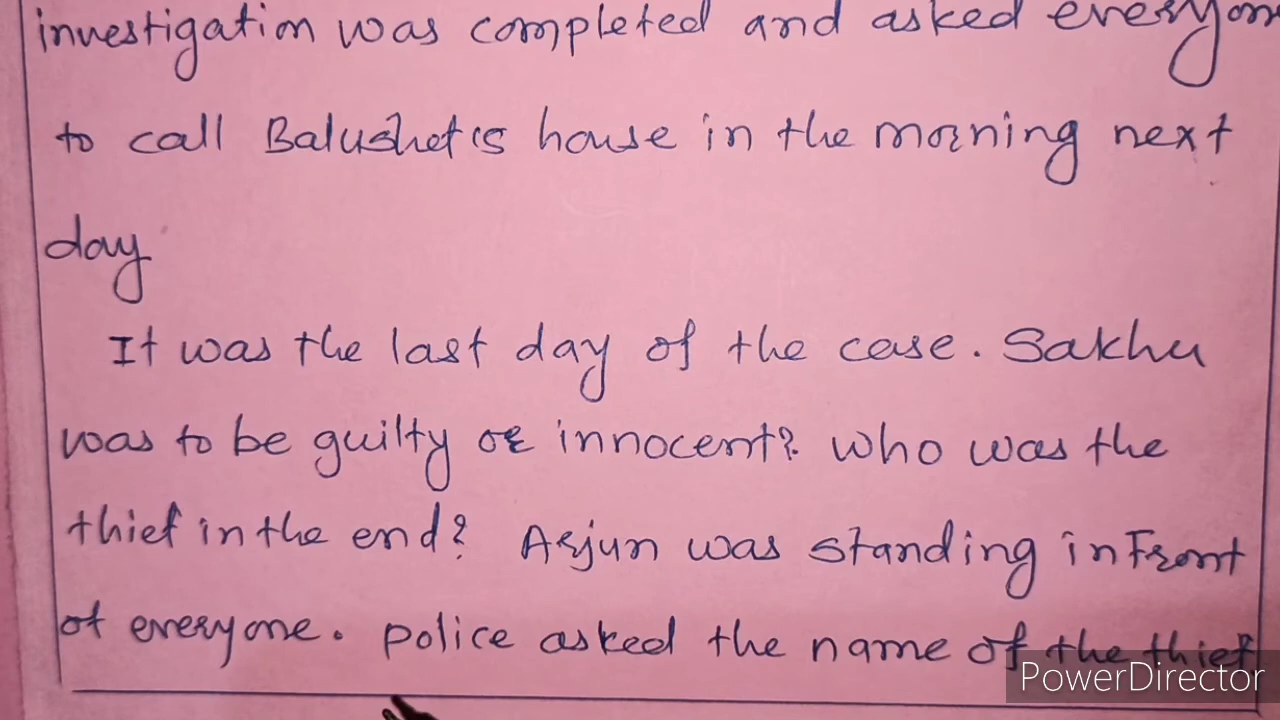 investigation was completed and asked everyon
to call Balushet's house in the morning next
day
It was the last day of the case. Sakhu
was to be guilty or innocent? Who was the
thief in the end? Arjun was standing in Front
of everyone. police asked the name of the thief
PowerDirector